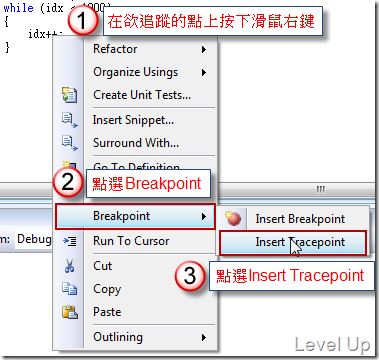 while (idx < 1000)
{
idx++;
}
1 在欲追蹤的點上按下滑鼠右鍵
Refactor
Organize Usings
Create Unit Tests...
Insert Snippet...
Surround With...
Go To Definition
2 點選Breakpoint
Breakpoint
Insert Breakpoint
Run To Cursor
Insert Tracepoint
Cut
3 點選Insert Tracepoint
Copy
Paste
Outlining
m: Debug
Level Up